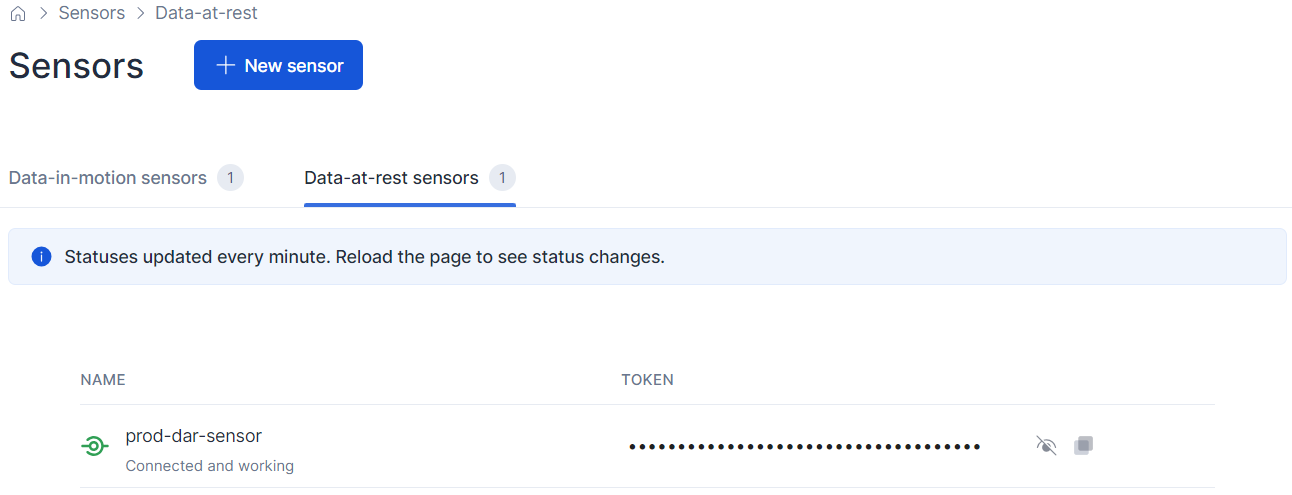 Sensors > Data-at-rest
Sensors
+ New sensor
Data-in-motion sensors 1
Data-at-rest sensors 1
Statuses updated every minute. Reload the page to see status changes.
NAME TOKEN
prod-dar-sensor ••••••••••••••••••••••••••••••••••••
Connected and working